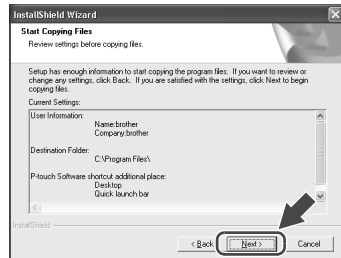 InstallShield Wizard
Start Copying Files
Review settings before copying files.
Setup has enough information to start copying the program files. If you want to review or
change any settings, click Back. If you are satisfied with the settings, click Next to begin
copying files.
Current Settings:
User Information:
Name:brother
Company:brother
Destination Folder:
C:\Program Files\
P-touch Software shortcut additional place:
Desktop
Quick launch bar
InstallShield
< Back
Next >
Cancel